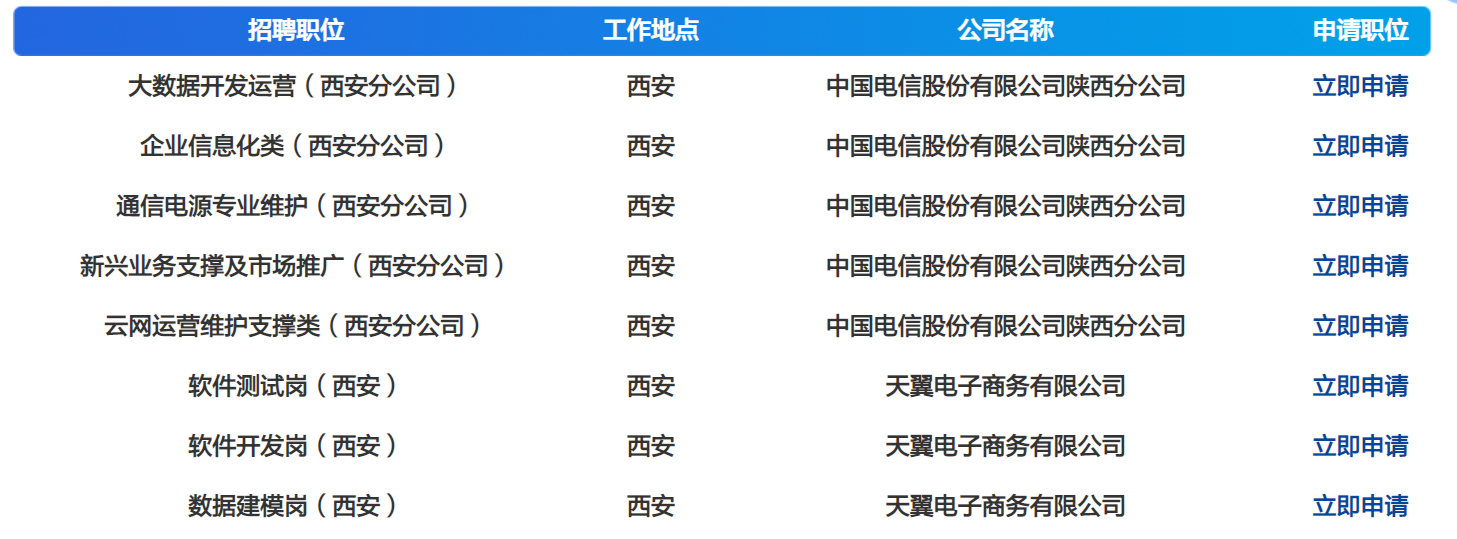 招聘职位 工作地点 公司名称 申请职位
大数据开发运营（西安分公司） 西安 中国电信股份有限公司陕西分公司 立即申请
企业信息化类（西安分公司） 西安 中国电信股份有限公司陕西分公司 立即申请
通信电源专业维护（西安分公司） 西安 中国电信股份有限公司陕西分公司 立即申请
新兴业务支撑及市场推广（西安分公司） 西安 中国电信股份有限公司陕西分公司 立即申请
云网运营维护支撑类（西安分公司） 西安 中国电信股份有限公司陕西分公司 立即申请
软件测试岗（西安） 西安 天翼电子商务有限公司 立即申请
软件开发岗（西安） 西安 天翼电子商务有限公司 立即申请
数据建模岗（西安） 西安 天翼电子商务有限公司 立即申请